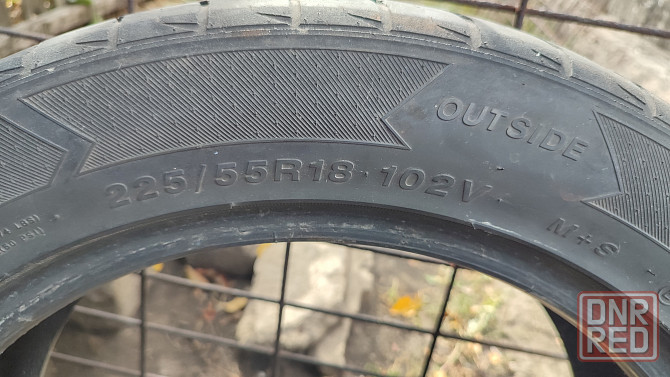 OUTSIDE
225/55R18 · 102V
M+S
DNR
RED